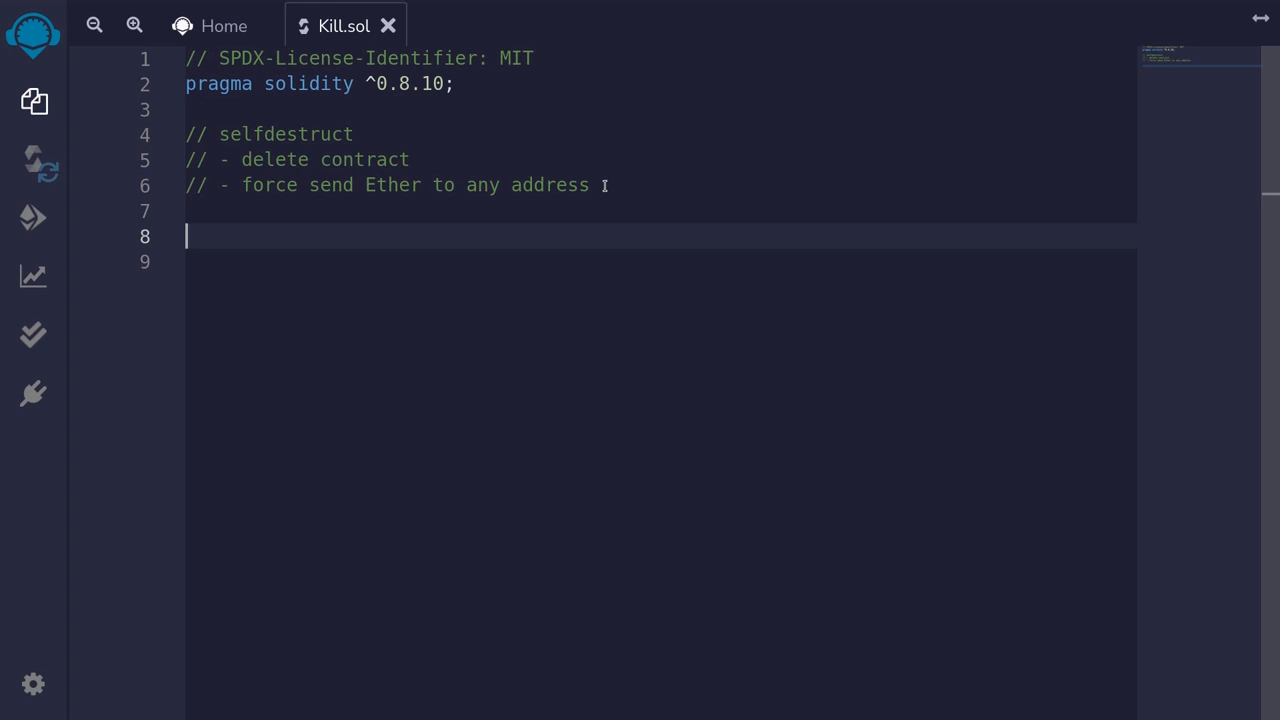 Home
Kill.sol
1 // SPDX-License-Identifier: MIT
2 pragma solidity ^0.8.10;
3
4 // selfdestruct
5 // - delete contract
6 // - force send Ether to any address
7
8
9